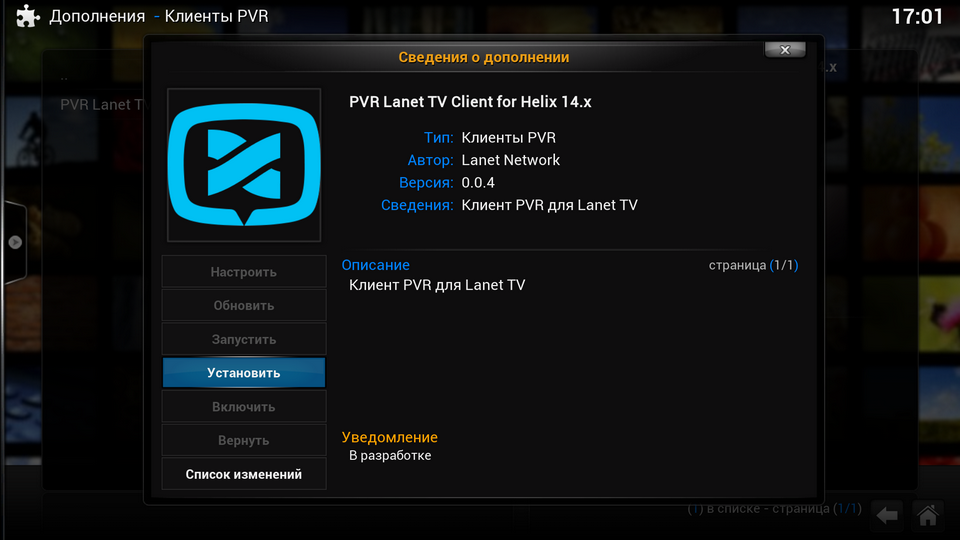 Дополнения - Клиенты PVR
17:01
Сведения о дополнении
.x
..
PVR Lanet T
PVR Lanet TV Client for Helix 14.x
Тип: Клиенты PVR
Автор: Lanet Network
Версия: 0.0.4
Сведения: Клиент PVR для Lanet TV
Описание
страница (1/1)
Клиент PVR для Lanet TV
Настроить
Обновить
Запустить
Установить
Включить
Вернуть
Список изменений
Уведомление
В разработке
(1) в списке - страница (1/1)